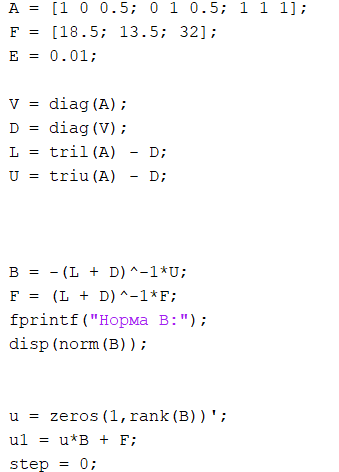 A = [1 0 0.5; 0 1 0.5; 1 1 1];
F = [18.5; 13.5; 32];
E = 0.01;
V = diag(A);
D = diag(V);
L = tril(A) - D;
U = triu(A) - D;
B = -(L + D)^-1*U;
F = (L + D)^-1*F;
fprintf("Норма B:");
disp(norm(B));
u = zeros(1,rank(B))';
u1 = u*B + F;
step = 0;